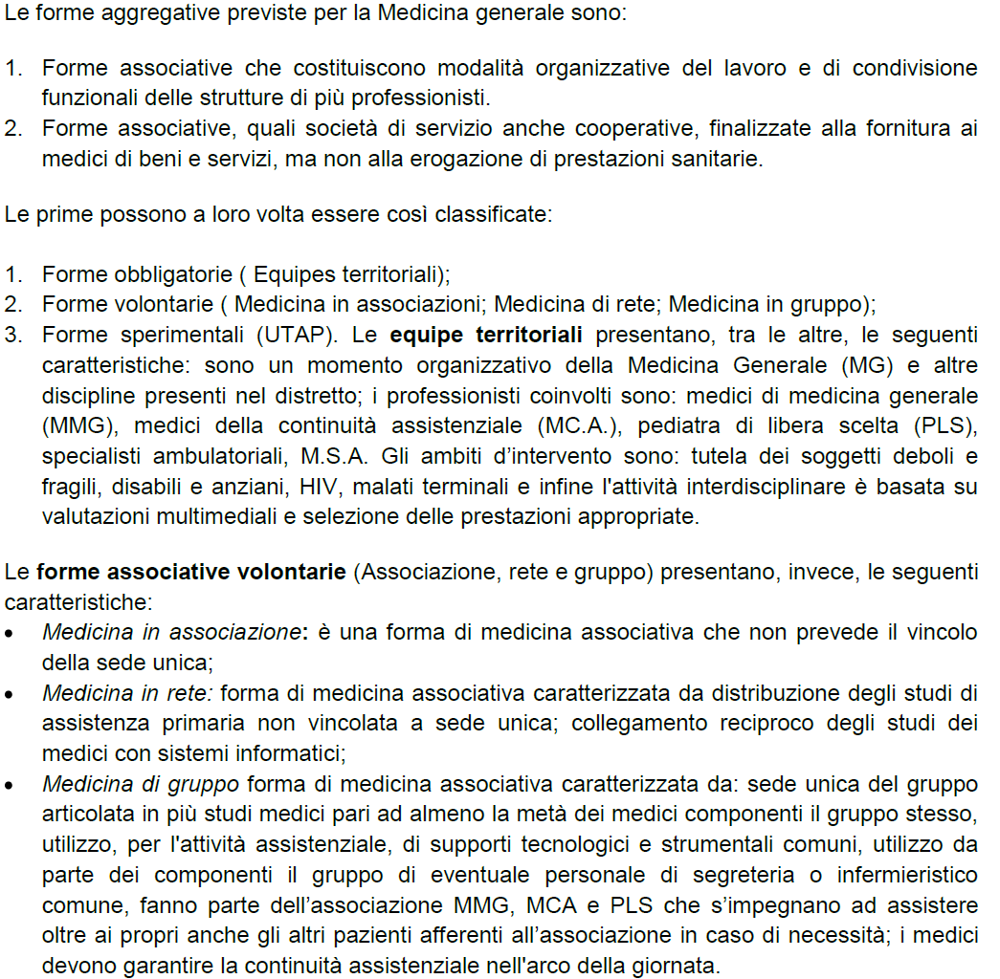 Le forme aggregative previste per la Medicina generale sono:
1. Forme associative che costituiscono modalità organizzative del lavoro e di condivisione
funzionali delle strutture di più professionisti.
2. Forme associative, quali società di servizio anche cooperative, finalizzate alla fornitura ai
medici di beni e servizi, ma non alla erogazione di prestazioni sanitarie.
Le prime possono a loro volta essere così classificate:
1. Forme obbligatorie ( Equipes territoriali);
2. Forme volontarie ( Medicina in associazioni; Medicina di rete; Medicina in gruppo);
3. Forme sperimentali (UTAP). Le equipe territoriali presentano, tra le altre, le seguenti
caratteristiche: sono un momento organizzativo della Medicina Generale (MG) e altre
discipline presenti nel distretto; i professionisti coinvolti sono: medici di medicina generale
(MMG), medici della continuità assistenziale (MC.A.), pediatra di libera scelta (PLS),
specialisti ambulatoriali, M.S.A. Gli ambiti d’intervento sono: tutela dei soggetti deboli e
fragili, disabili e anziani, HIV, malati terminali e infine l'attività interdisciplinare è basata su
valutazioni multimediali e selezione delle prestazioni appropriate.
Le forme associative volontarie (Associazione, rete e gruppo) presentano, invece, le seguenti
caratteristiche:
• Medicina in associazione: è una forma di medicina associativa che non prevede il vincolo
della sede unica;
• Medicina in rete: forma di medicina associativa caratterizzata da distribuzione degli studi di
assistenza primaria non vincolata a sede unica; collegamento reciproco degli studi dei
medici con sistemi informatici;
• Medicina di gruppo forma di medicina associativa caratterizzata da: sede unica del gruppo
articolata in più studi medici pari ad almeno la metà dei medici componenti il gruppo stesso,
utilizzo, per l'attività assistenziale, di supporti tecnologici e strumentali comuni, utilizzo da
parte dei componenti il gruppo di eventuale personale di segreteria o infermieristico
comune, fanno parte dell’associazione MMG, MCA e PLS che s’impegnano ad assistere
oltre ai propri anche gli altri pazienti afferenti all’associazione in caso di necessità; i medici
devono garantire la continuità assistenziale nell'arco della giornata.